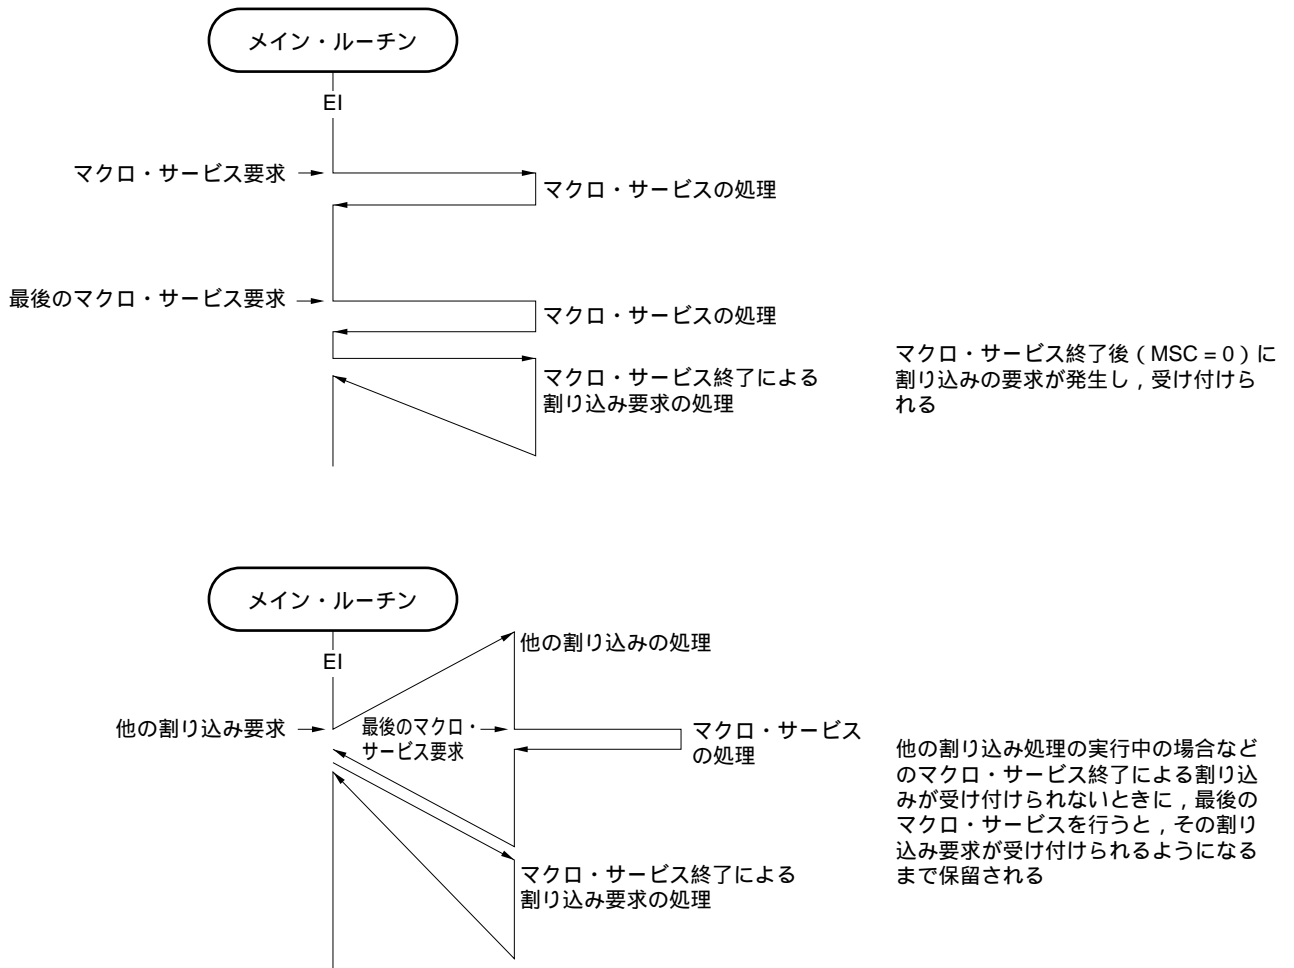 メイン・ルーチン
EI
マクロ・サービス要求
マクロ・サービスの処理
最後のマクロ・サービス要求
マクロ・サービスの処理
マクロ・サービス終了による
割り込み要求の処理
マクロ・サービス終了後（MSC = 0）に
割り込みの要求が発生し，受け付けら
れる
メイン・ルーチン
EI
他の割り込みの処理
他の割り込み要求
最後のマクロ・
サービス要求
マクロ・サービス
の処理
マクロ・サービス終了による
割り込み要求の処理
他の割り込み処理の実行中の場合など
のマクロ・サービス終了による割り込
みが受け付けられないときに，最後の
マクロ・サービスを行うと，その割り
込み要求が受け付けられるようになる
まで保留される